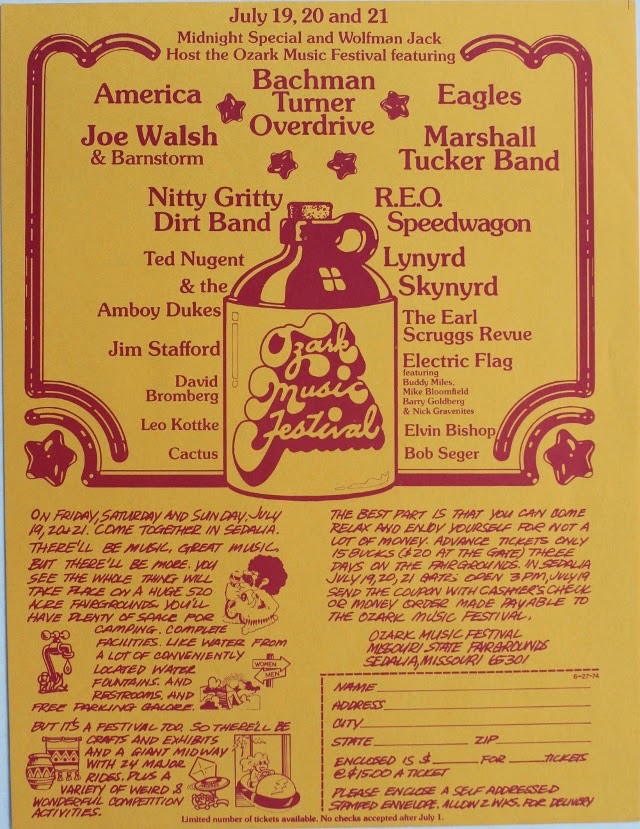 July 19, 20 and 21
Midnight Special and Wolfman Jack
Host the Ozark Music Festival featuring
America
Bachman
Turner
Overdrive
Eagles
Joe Walsh
& Barnstorm
Marshall
Tucker Band
Nitty Gritty
Dirt Band
R.E.O.
Speedwagon
Ted Nugent
& the
Amboy Dukes
Lynyrd
Skynyrd
Jim Stafford
The Earl
Scruggs Revue
David
Bromberg
Electric Flag
featuring
Buddy Miles,
Mike Bloomfield
Barry Goldberg
& Nick Gravenites
Leo Kottke
Elvin Bishop
Cactus
Bob Seger
Ozark
Music
Festival
ON FRIDAY, SATURDAY AND SUNDAY, JULY
19, 20 & 21. COME TOGETHER IN SEDALIA.
THERE'LL BE MUSIC, GREAT MUSIC,
BUT THERE'LL BE MORE. YOU
SEE THE WHOLE THING WILL
TAKE PLACE ON A HUGE 520
ACRE FAIRGROUNDS. YOU'LL
HAVE PLENTY OF SPACE FOR
CAMPING. COMPLETE
FACILITIES. LIKE WATER FROM
A LOT OF CONVENIENTLY
LOCATED WATER
FOUNTAINS. AND
RESTROOMS. AND
FREE PARKING GALORE.
WOMEN
MEN
BUT IT'S A FESTIVAL TOO. SO THERE'LL BE
CRAFTS AND EXHIBITS
AND A GIANT MIDWAY
WITH 24 MAJOR
RIDES. PLUS A
VARIETY OF WEIRD &
WONDERFUL COMPETITION
ACTIVITIES.
THE BEST PART IS THAT YOU CAN COME
RELAX AND ENJOY YOURSELF FOR NOT A
LOT OF MONEY. ADVANCE TICKETS ONLY
15 BUCKS ($20 AT THE GATE) THREE
DAYS ON THE FAIRGROUNDS. IN SEDALIA
JULY 19, 20, 21 GATES OPEN 3 PM, JULY 19
SEND THE COUPON WITH CASHIER'S CHECK
OR MONEY ORDER MADE PAYABLE TO
THE OZARK MUSIC FESTIVAL.
OZARK MUSIC FESTIVAL
MISSOURI STATE FAIRGROUNDS
SEDALIA, MISSOURI 65301
6-27-74
NAME
ADDRESS
CITY
STATE ZIP
ENCLOSED IS $ FOR TICKETS
@ $15.00 A TICKET
PLEASE ENCLOSE A SELF ADDRESSED
STAMPED ENVELOPE. ALLOW 2 WKS. FOR DELIVERY
Limited number of tickets available. No checks accepted after July 1.